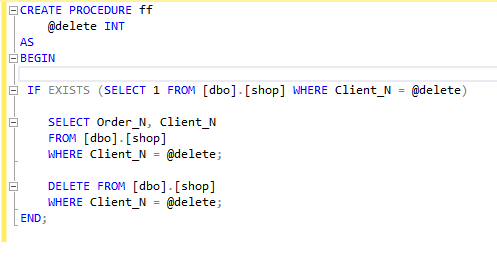 CREATE PROCEDURE ff
@delete INT
AS
BEGIN
IF EXISTS (SELECT 1 FROM [dbo].[shop] WHERE Client_N = @delete)
SELECT Order_N, Client_N
FROM [dbo].[shop]
WHERE Client_N = @delete;
DELETE FROM [dbo].[shop]
WHERE Client_N = @delete;
END;